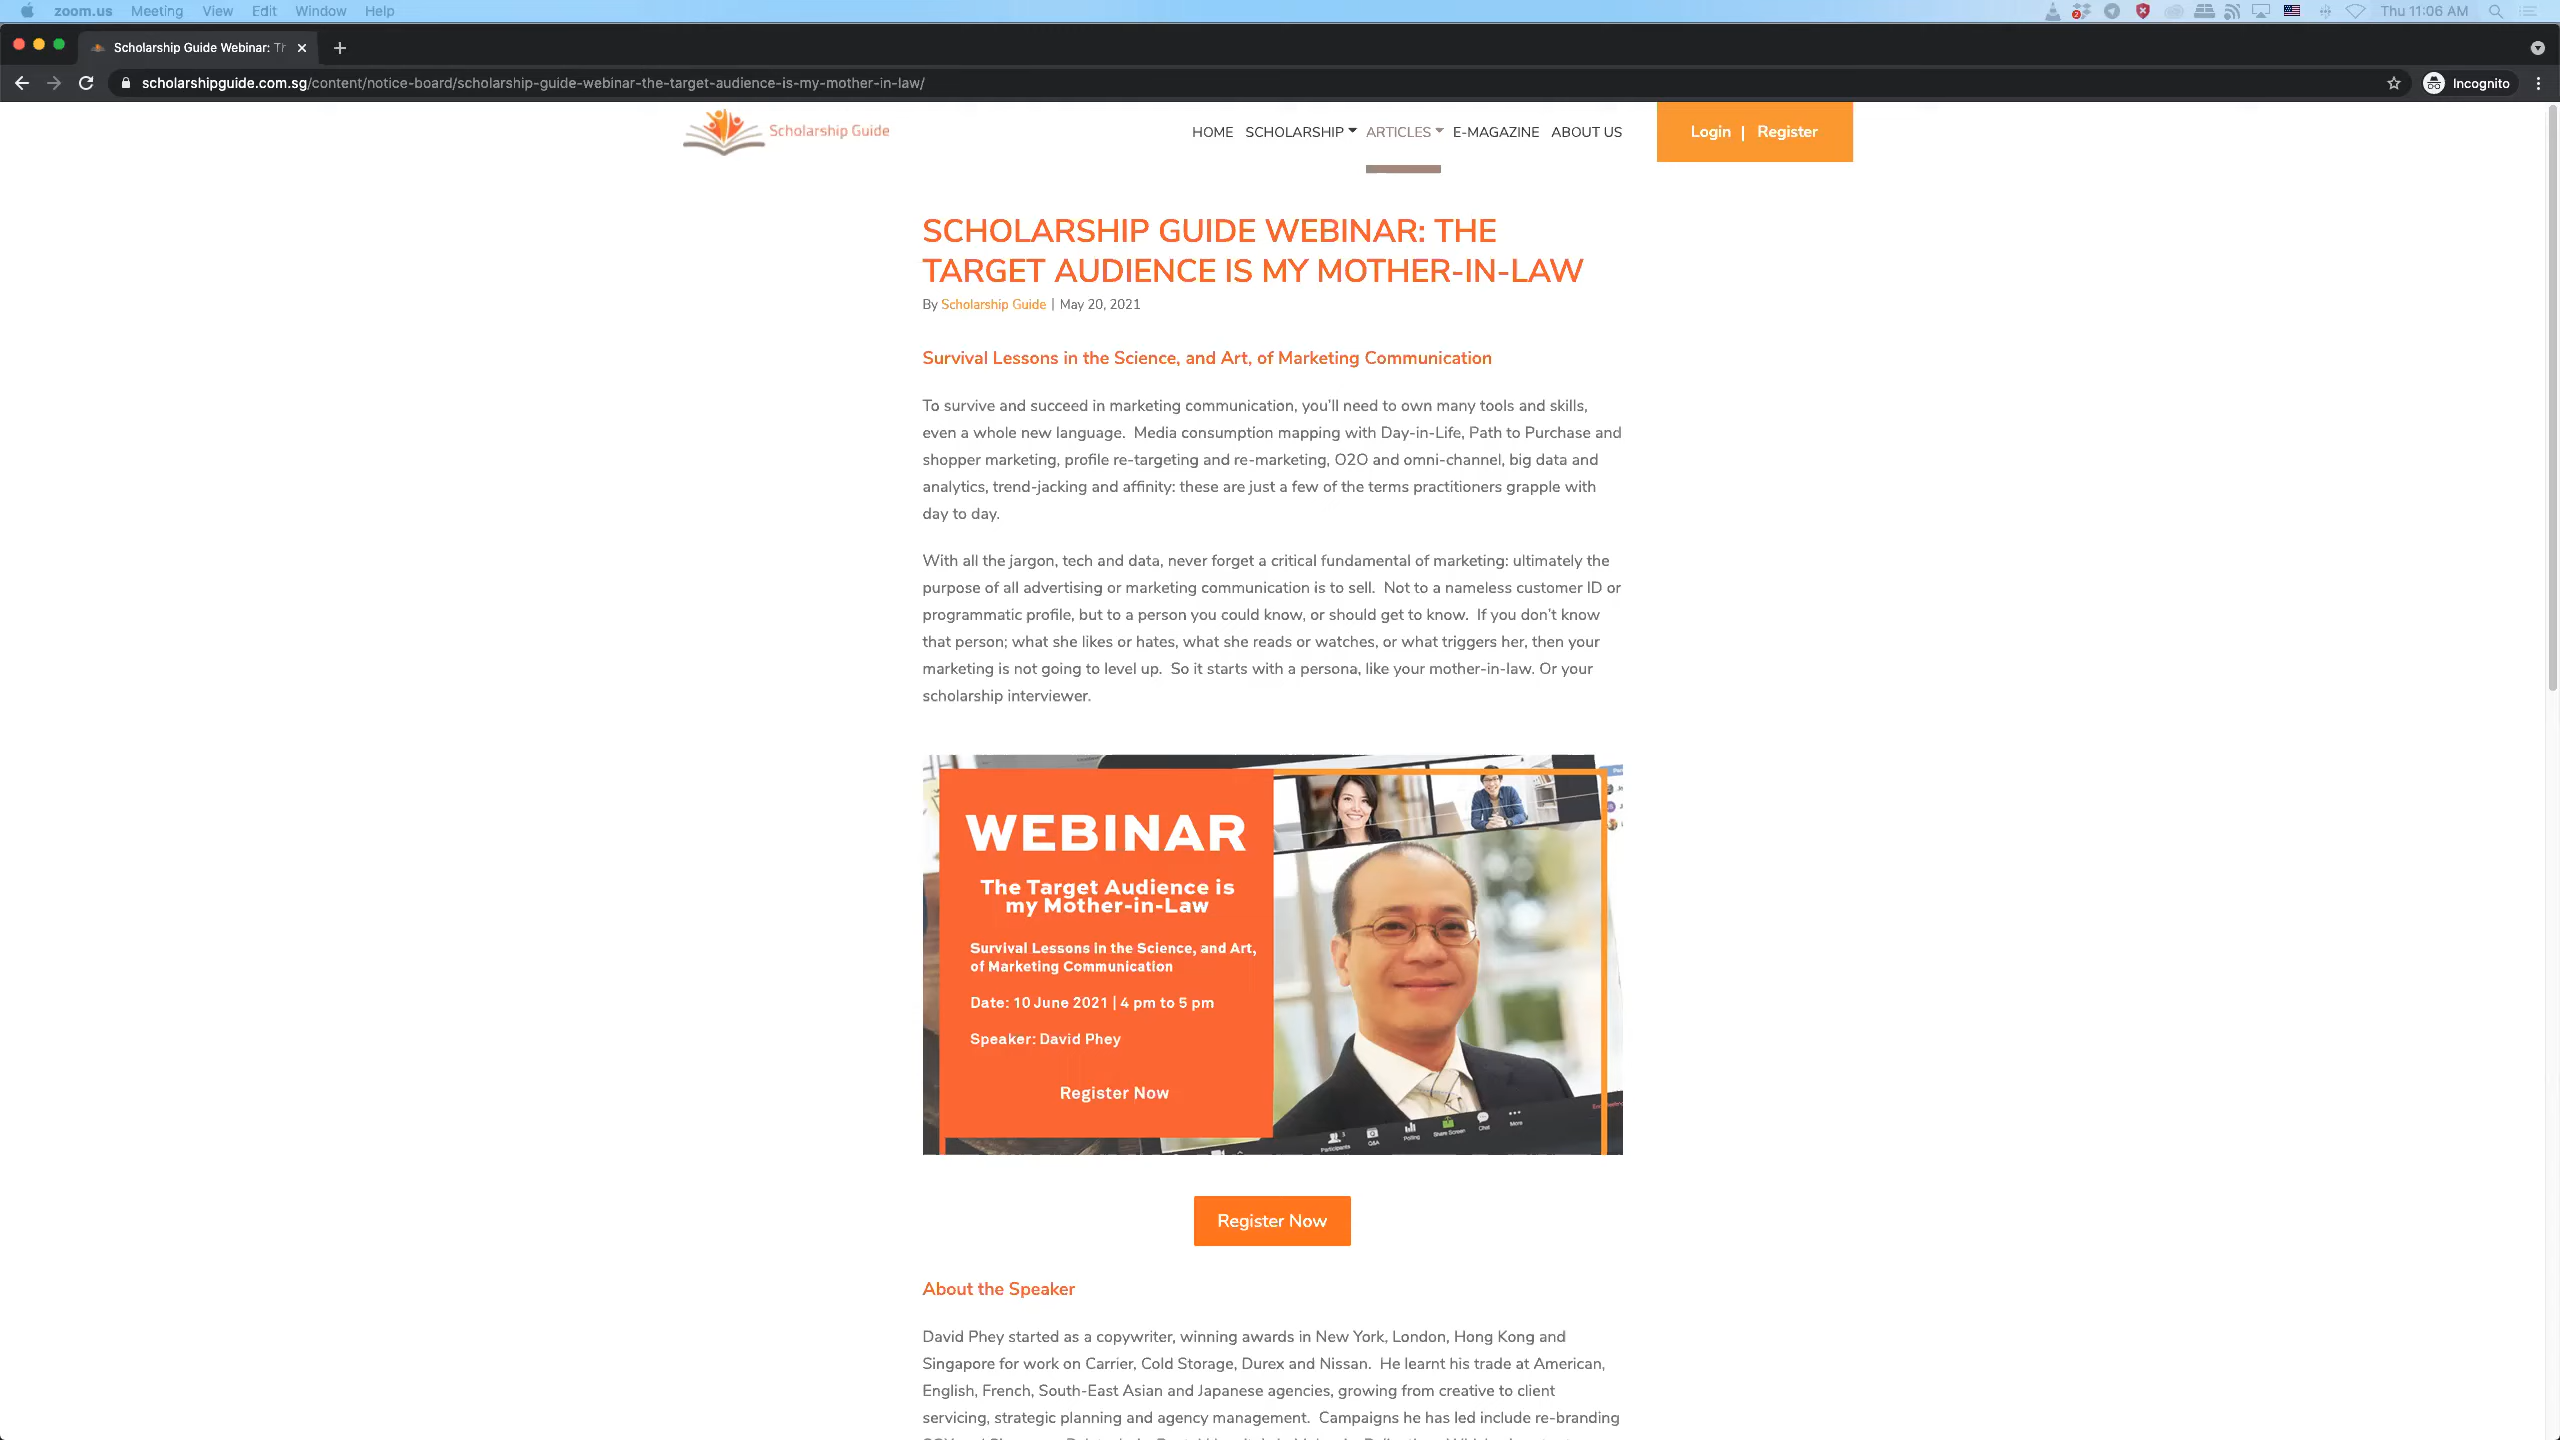 zoom.us Meeting View Edit Window Help
Thu 11:06 AM
Scholarship Guide Webinar: Th
scholarshipguide.com.sg/content/notice-board/scholarship-guide-webinar-the-target-audience-is-my-mother-in-law/
Incognito
Scholarship Guide
HOME SCHOLARSHIP ARTICLES E-MAGAZINE ABOUT US
Login | Register
SCHOLARSHIP GUIDE WEBINAR: THE
TARGET AUDIENCE IS MY MOTHER-IN-LAW
By Scholarship Guide | May 20, 2021
Survival Lessons in the Science, and Art, of Marketing Communication
To survive and succeed in marketing communication, you'll need to own many tools and skills,
even a whole new language. Media consumption mapping with Day-in-Life, Path to Purchase and
shopper marketing, profile re-targeting and re-marketing, O2O and omni-channel, big data and
analytics, trend-jacking and affinity: these are just a few of the terms practitioners grapple with
day to day.
With all the jargon, tech and data, never forget a critical fundamental of marketing: ultimately the
purpose of all advertising or marketing communication is to sell. Not to a nameless customer ID or
programmatic profile, but to a person you could know, or should get to know. If you don't know
that person; what she likes or hates, what she reads or watches, or what triggers her, then your
marketing is not going to level up. So it starts with a persona, like your mother-in-law. Or your
scholarship interviewer.
WEBINAR
The Target Audience is
my Mother-in-Law
Survival Lessons in the Science, and Art,
of Marketing Communication
Date: 10 June 2021 | 4 pm to 5 pm
Speaker: David Phey
Register Now
Participants Q&A Polling Share Screen Chat More
Register Now
About the Speaker
David Phey started as a copywriter, winning awards in New York, London, Hong Kong and
Singapore for work on Carrier, Cold Storage, Durex and Nissan. He learnt his trade at American,
English, French, South-East Asian and Japanese agencies, growing from creative to client
servicing, strategic planning and agency management. Campaigns he has led include re-branding